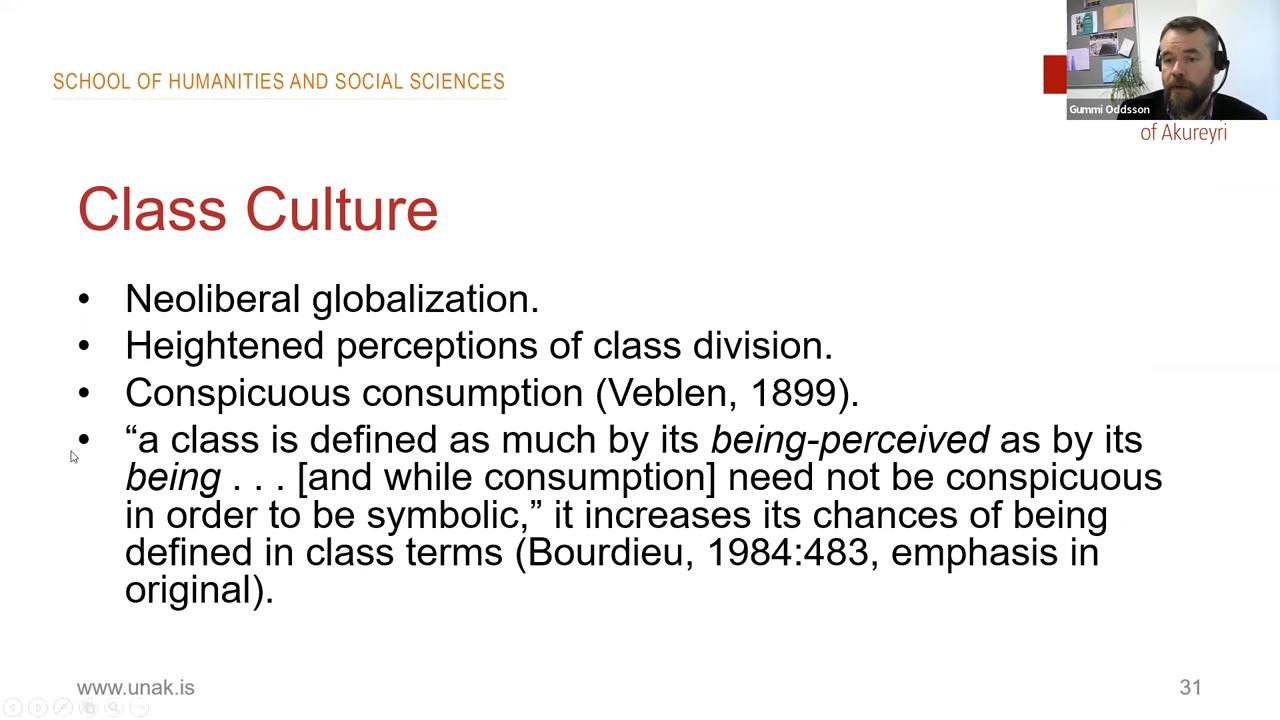 SCHOOL OF HUMANITIES AND SOCIAL SCIENCES
Gummi Oddsson
of Akureyri
Class Culture
• Neoliberal globalization.
• Heightened perceptions of class division.
• Conspicuous consumption (Veblen, 1899).
• “a class is defined as much by its being-perceived as by its
being . . . [and while consumption] need not be conspicuous
in order to be symbolic,” it increases its chances of being
defined in class terms (Bourdieu, 1984:483, emphasis in
original).
www.unak.is
31